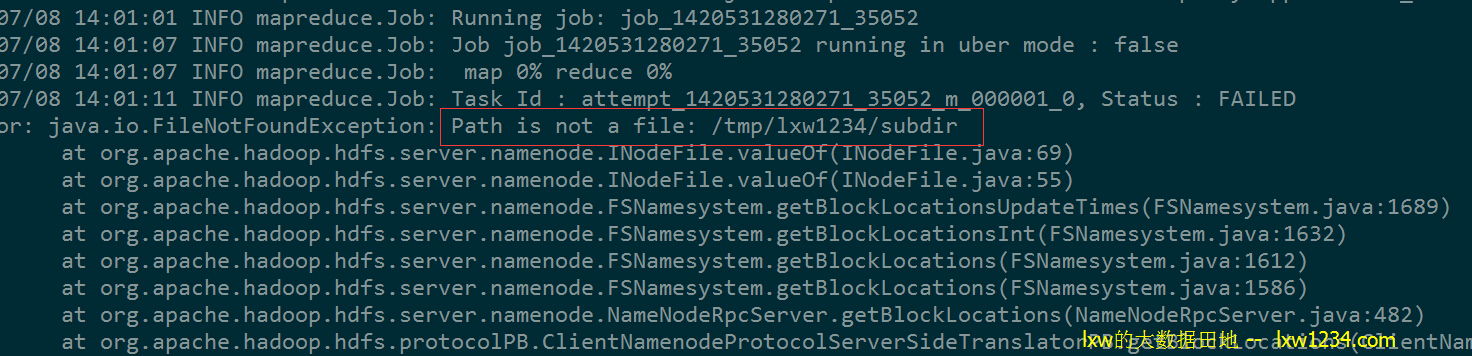 07/08 14:01:01 INFO mapreduce.Job: Running job: job_1420531280271_35052
07/08 14:01:07 INFO mapreduce.Job: Job job_1420531280271_35052 running in uber mode : false
07/08 14:01:07 INFO mapreduce.Job:  map 0% reduce 0%
07/08 14:01:11 INFO mapreduce.Job: Task Id : attempt_1420531280271_35052_m_000001_0, Status : FAILED
or: java.io.FileNotFoundException: Path is not a file: /tmp/lxw1234/subdir
at org.apache.hadoop.hdfs.server.namenode.INodeFile.valueOf(INodeFile.java:69)
at org.apache.hadoop.hdfs.server.namenode.INodeFile.valueOf(INodeFile.java:55)
at org.apache.hadoop.hdfs.server.namenode.FSNamesystem.getBlockLocationsUpdateTimes(FSNamesystem.java:1689)
at org.apache.hadoop.hdfs.server.namenode.FSNamesystem.getBlockLocationsInt(FSNamesystem.java:1632)
at org.apache.hadoop.hdfs.server.namenode.FSNamesystem.getBlockLocations(FSNamesystem.java:1612)
at org.apache.hadoop.hdfs.server.namenode.FSNamesystem.getBlockLocations(FSNamesystem.java:1586)
at org.apache.hadoop.hdfs.server.namenode.NameNodeRpcServer.getBlockLocations(NameNodeRpcServer.java:482)
at org.apache.hadoop.hdfs.protocolPB.ClientNamenodeProtocolServerSideTranslatorPB.getBlockLocations(ClientNam
lxw的大数据田地 -- lxw1234.com